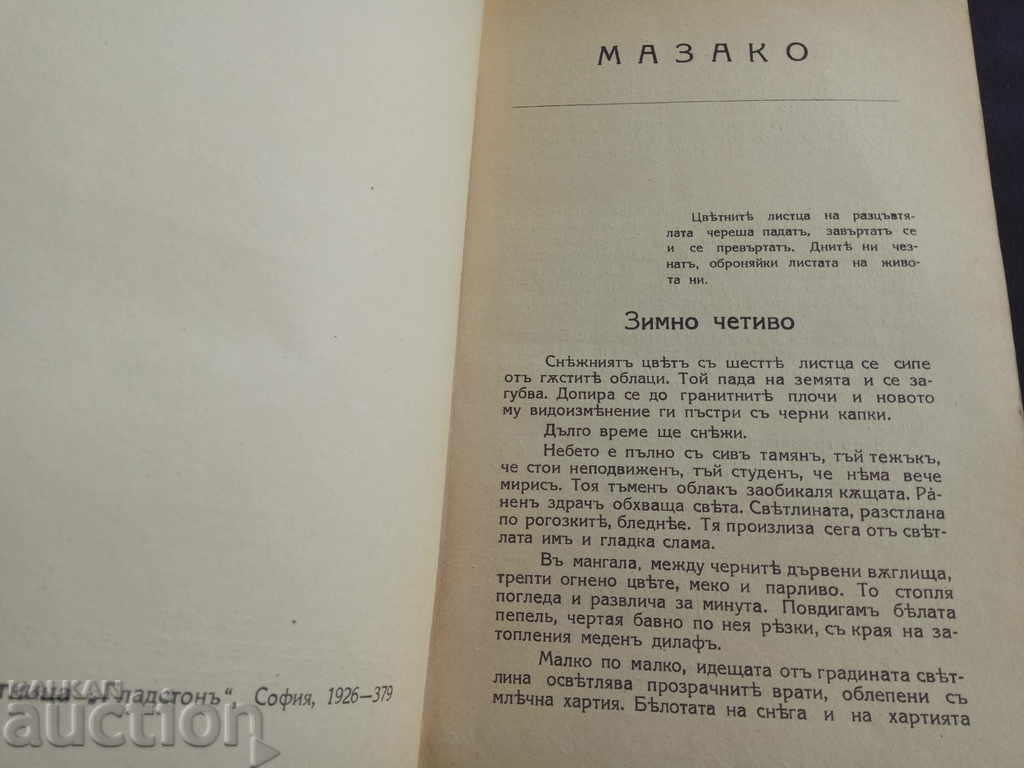 „Гладстонъ“, София, 1926—379
МАЗАКО
Цвѣтнитѣ листца на разцъвтя-
лата череша падатъ, завъртатъ се
и се превъртатъ. Днитѣ ни чез-
натъ, оброняйки листата на живо-
та ни.
Зимно четиво
Снѣжниятъ цвѣтъ съ шесттѣ листца се сипе
отъ гѫститѣ облаци. Той пада на земята и се за-
губва. Допира се до гранитнитѣ плочи и новото
му видоизмѣнение ги пъстри съ черни капки.
Дълго време ще снѣжи.
Небето е пълно съ сивъ тамянъ, тъй тежъкъ,
че стои неподвиженъ, тъй студенъ, че нѣма вече
мирисъ. Тоя тъменъ облакъ заобикаля кѫщата. Рà-
ненъ здрачъ обхваща свѣта. Свѣтлината, разстлана
по рогозкитѣ, бледнѣе. Тя произлиза сега отъ свѣт-
лата имъ и гладка слама.
Въ мангала, между чернитѣ дървени вѫглища,
трепти огнено цвѣте, меко и парливо. То стопля
погледа и развлича за минута. Повдигамъ бѣлата
пепель, чертая бавно по нея рѣзки, съ края на за-
топления меденъ дилафъ.
Малко по малко, идещата отъ градината свѣт-
лина освѣтлява прозрачнитѣ врати, облепени съ
млѣчна хартия. Бѣлотата на снѣга и на хартията
БАЛКАН
auction